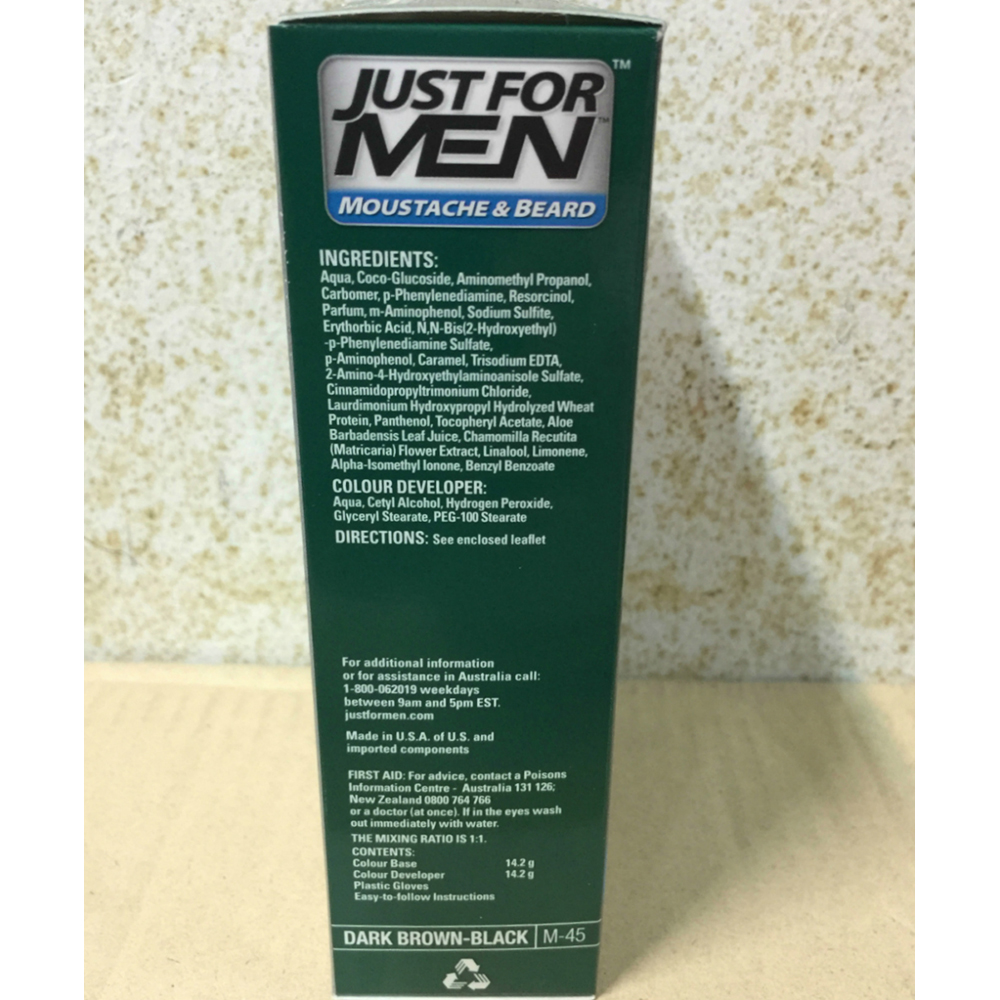 JUST FOR
MEN™
™
MOUSTACHE & BEARD
INGREDIENTS:
Aqua, Coco-Glucoside, Aminomethyl Propanol,
Carbomer, p-Phenylenediamine, Resorcinol,
Parfum, m-Aminophenol, Sodium Sulfite,
Erythorbic Acid, N,N-Bis(2-Hydroxyethyl)
-p-Phenylenediamine Sulfate,
p-Aminophenol, Caramel, Trisodium EDTA,
2-Amino-4-Hydroxyethylaminoanisole Sulfate,
Cinnamidopropyltrimonium Chloride,
Laurdimonium Hydroxypropyl Hydrolyzed Wheat
Protein, Panthenol, Tocopheryl Acetate, Aloe
Barbadensis Leaf Juice, Chamomilla Recutita
(Matricaria) Flower Extract, Linalool, Limonene,
Alpha-Isomethyl Ionone, Benzyl Benzoate
COLOUR DEVELOPER:
Aqua, Cetyl Alcohol, Hydrogen Peroxide,
Glyceryl Stearate, PEG-100 Stearate
DIRECTIONS: See enclosed leaflet
For additional information
or for assistance in Australia call:
1-800-062019 weekdays
between 9am and 5pm EST.
justformen.com
Made in U.S.A. of U.S. and
imported components
FIRST AID: For advice, contact a Poisons
Information Centre - Australia 131 126;
New Zealand 0800 764 766
or a doctor (at once). If in the eyes wash
out immediately with water.
THE MIXING RATIO IS 1:1.
CONTENTS:
Colour Base 14.2 g
Colour Developer 14.2 g
Plastic Gloves
Easy-to-follow Instructions
DARK BROWN-BLACK M-45